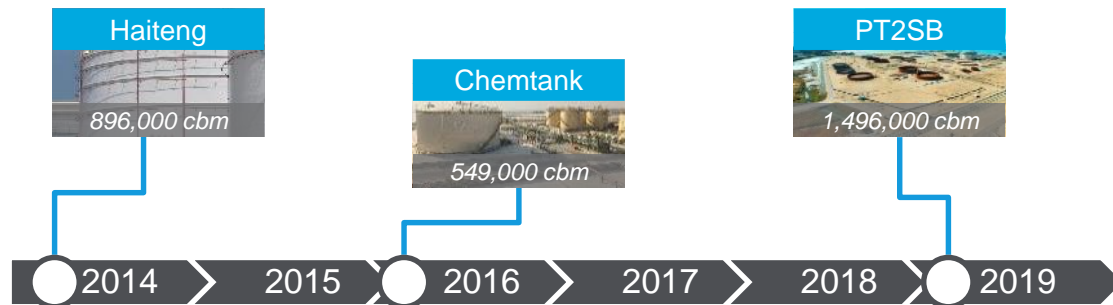 Haiteng
896,000 cbm
Chemtank
549,000 cbm
PT2SB
1,496,000 cbm
2014
2015
2016
2017
2018
2019